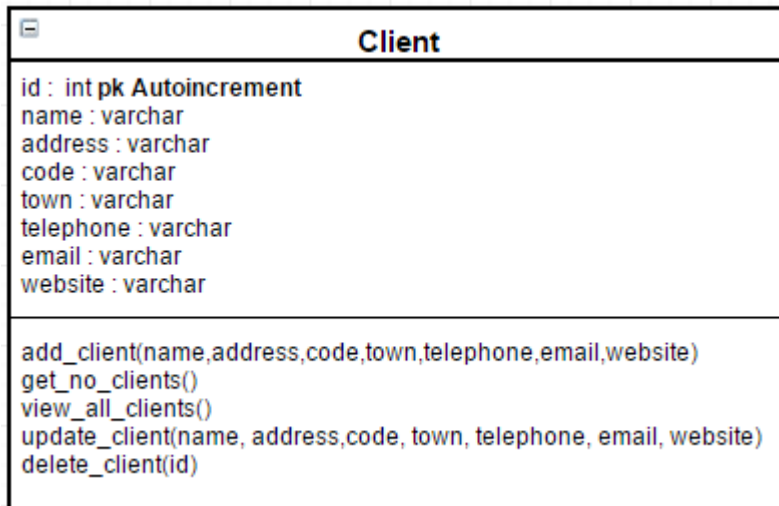 Client
id : int pk Autoincrement
name : varchar
address : varchar
code : varchar
town : varchar
telephone : varchar
email : varchar
website : varchar
add_client(name,address,code,town,telephone,email,website)
get_no_clients()
view_all_clients()
update_client(name, address,code, town, telephone, email, website)
delete_client(id)